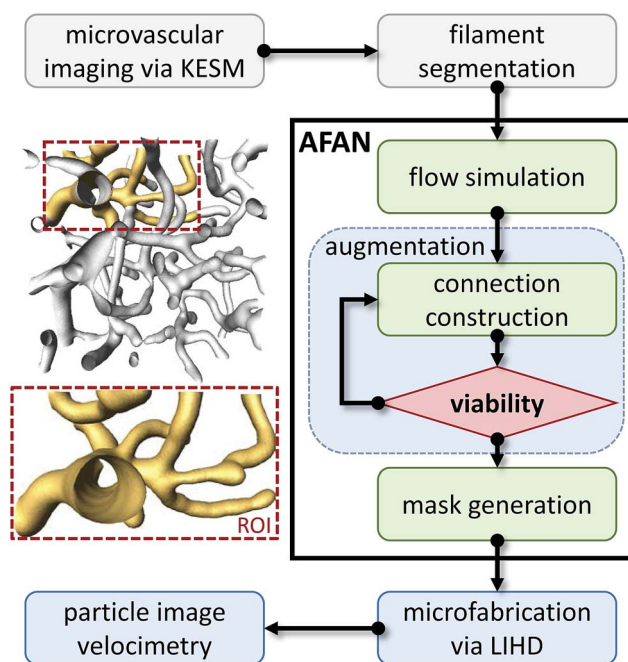 microvascular
imaging via KESM
filament
segmentation
AFAN
flow simulation
augmentation
connection
construction
viability
mask generation
ROI
particle image
velocimetry
microfabrication
via LIHD